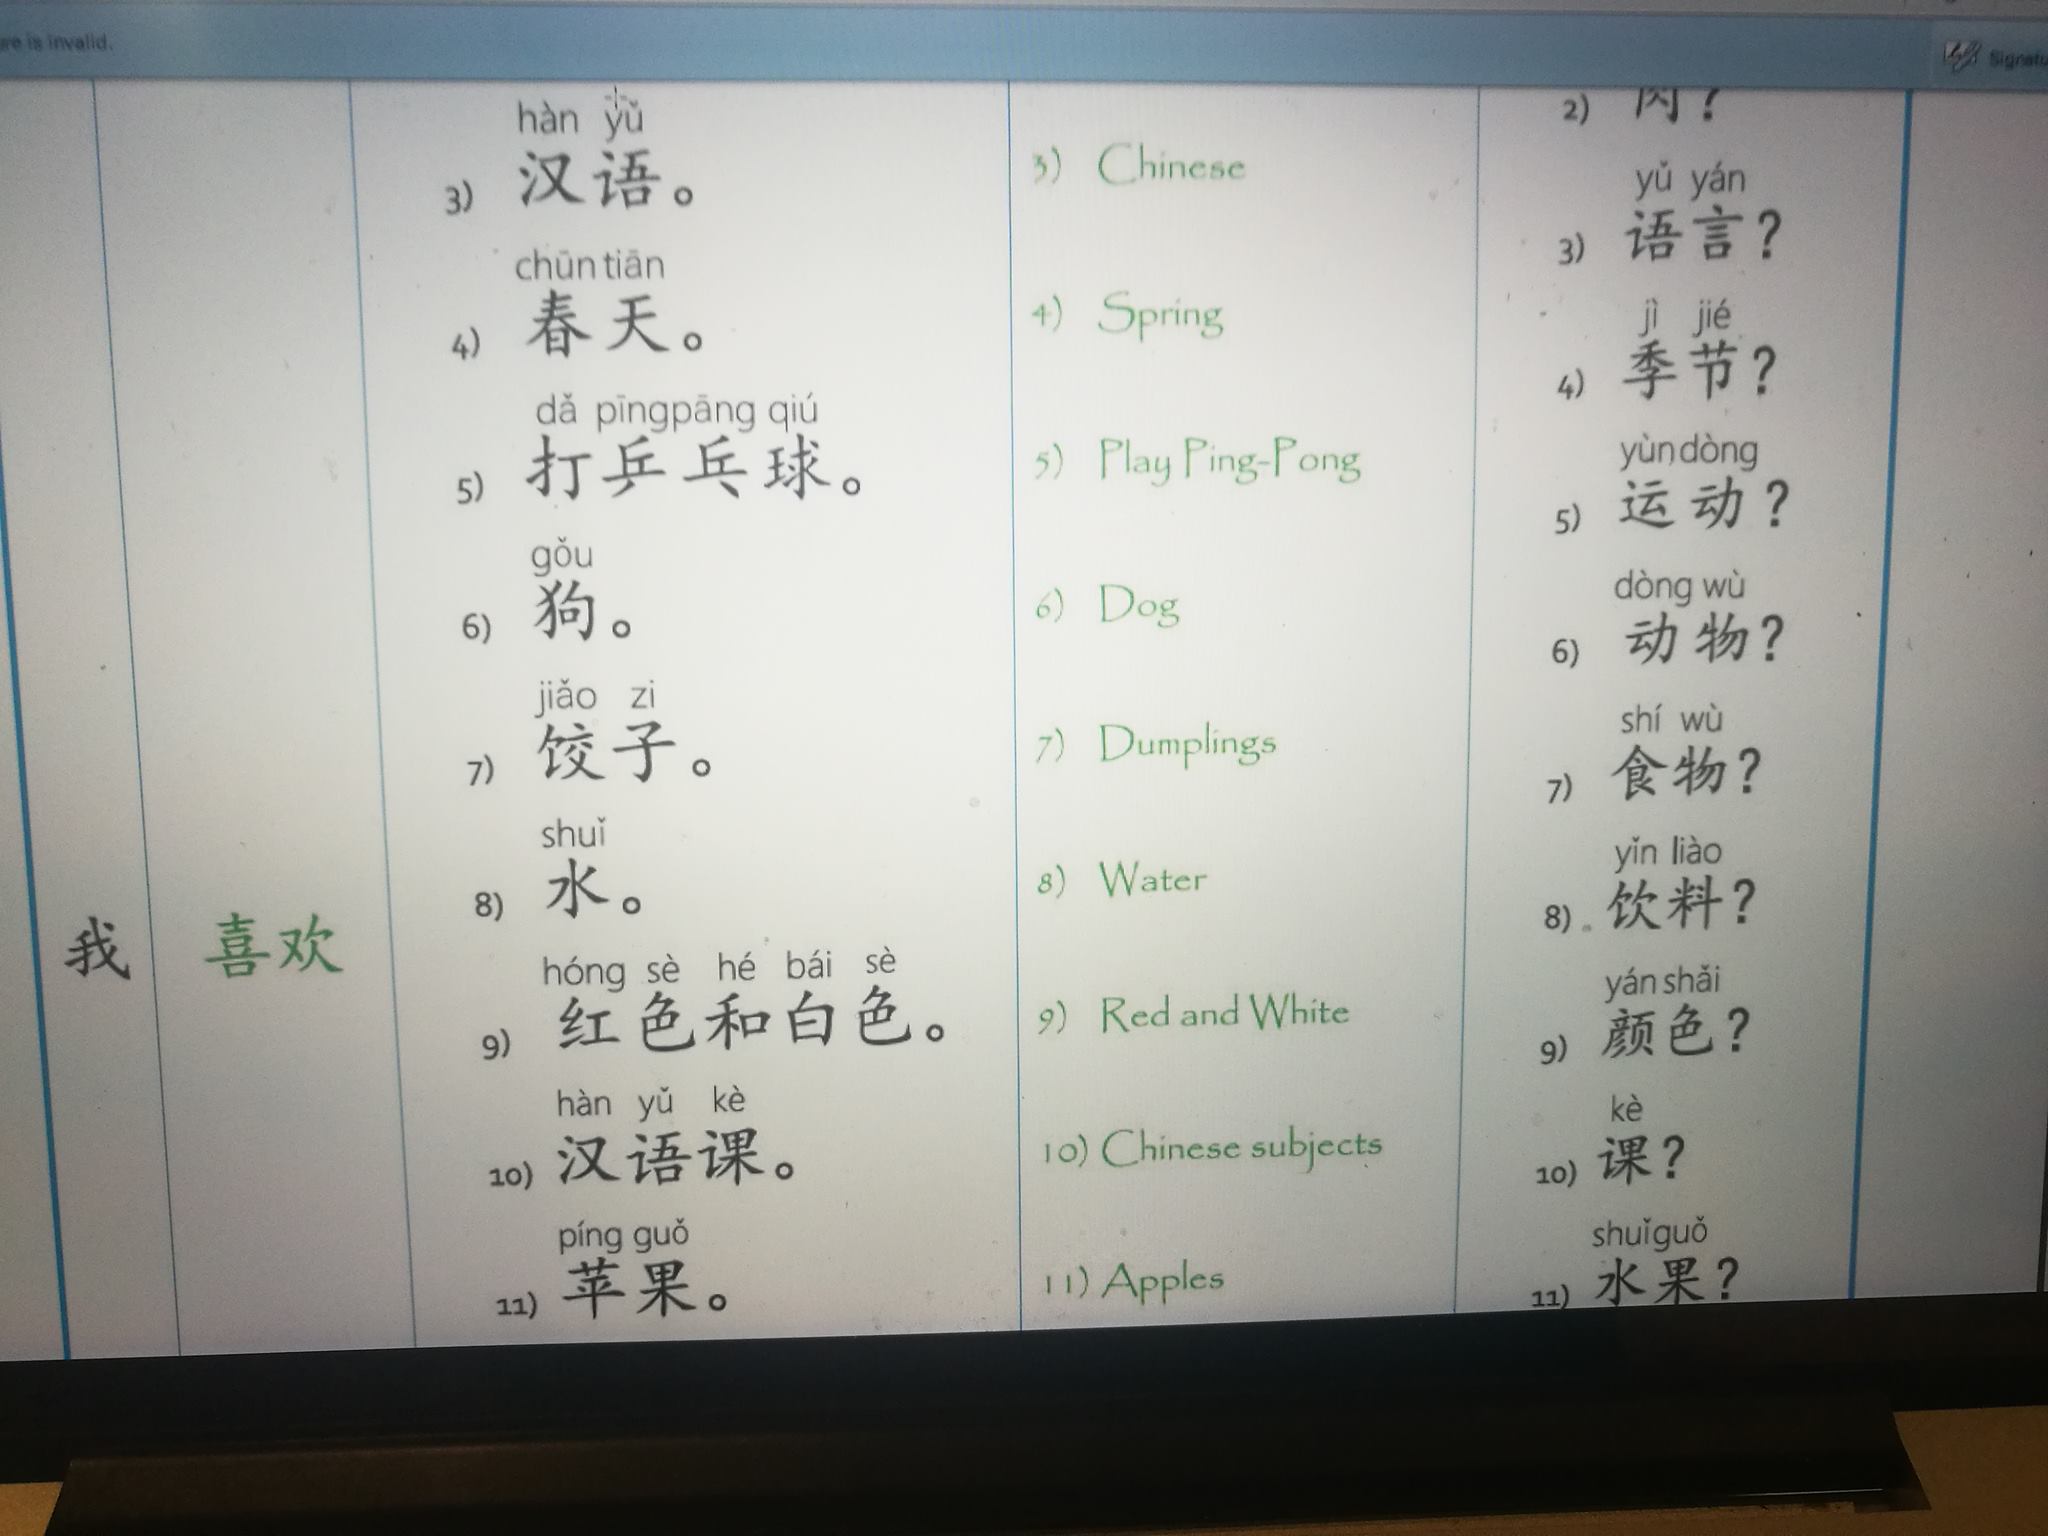 is invalid.
Signatu
hàn yǔ
3) 汉语。
chūn tiān
4) 春天。
dǎ pīngpāng qiú
5) 打乒乓球。
gǒu
6) 狗。
jiǎo zi
7) 饺子。
shuǐ
8) 水。
我 喜欢
hóng sè hé bái sè
9) 红色和白色。
hàn yǔ kè
10) 汉语课。
píng guǒ
11) 苹果。
3) Chinese
4) Spring
5) Play Ping-Pong
6) Dog
7) Dumplings
8) Water
9) Red and White
10) Chinese subjects
11) Apples
2) 肉？
yǔ yán
3) 语言？
jì jié
4) 季节？
yùndòng
5) 运动？
dòng wù
6) 动物？
shí wù
7) 食物？
yǐn liào
8) 饮料？
yán shǎi
9) 颜色？
kè
10) 课？
shuǐguǒ
11) 水果？